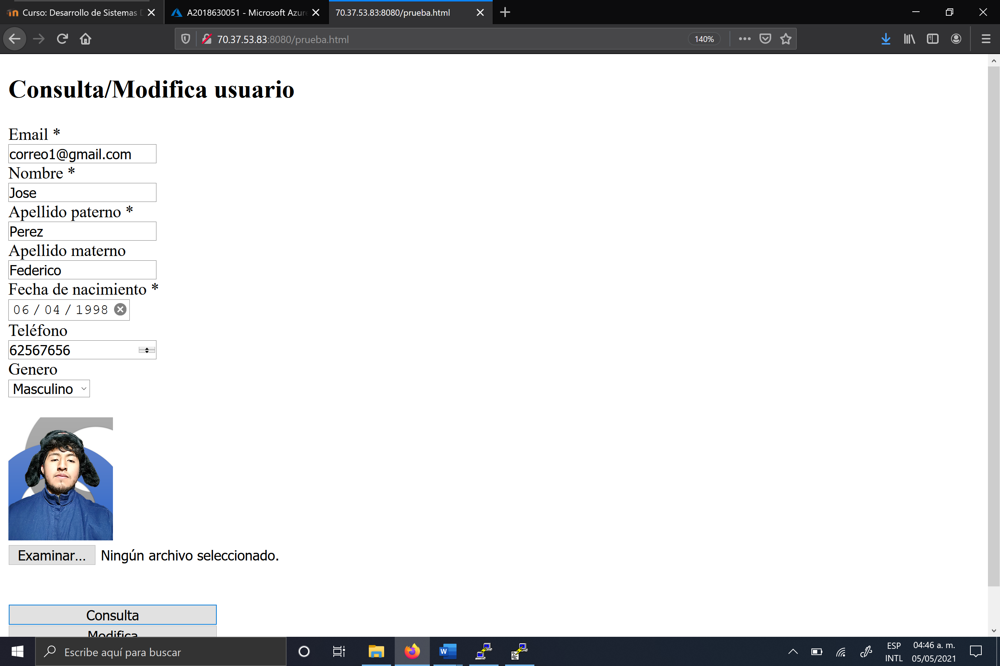 Curso: Desarrollo de Sistemas D
A2018630051 - Microsoft Azure
70.37.53.83:8080/prueba.html
70.37.53.83:8080/prueba.html
140%
Consulta/Modifica usuario
Email *
correo1@gmail.com
Nombre *
Jose
Apellido paterno *
Perez
Apellido materno
Federico
Fecha de nacimiento *
06 / 04 / 1998
Teléfono
62567656
Genero
Masculino
Examinar... Ningún archivo seleccionado.
Consulta
Modifica
Escribe aquí para buscar
ESP
INTL
04:46 a. m.
05/05/2021